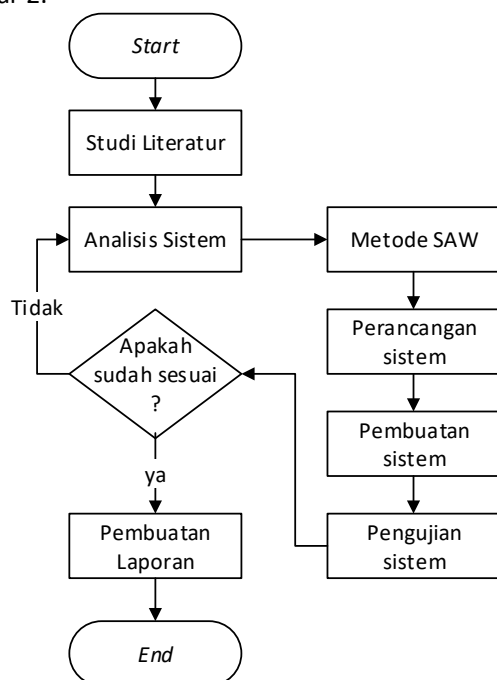 Start
Studi Literatur
Analisis Sistem
Metode SAW
Perancangan
sistem
Pembuatan
sistem
Pengujian
sistem
Apakah
sudah sesuai
?
Tidak
ya
Pembuatan
Laporan
End